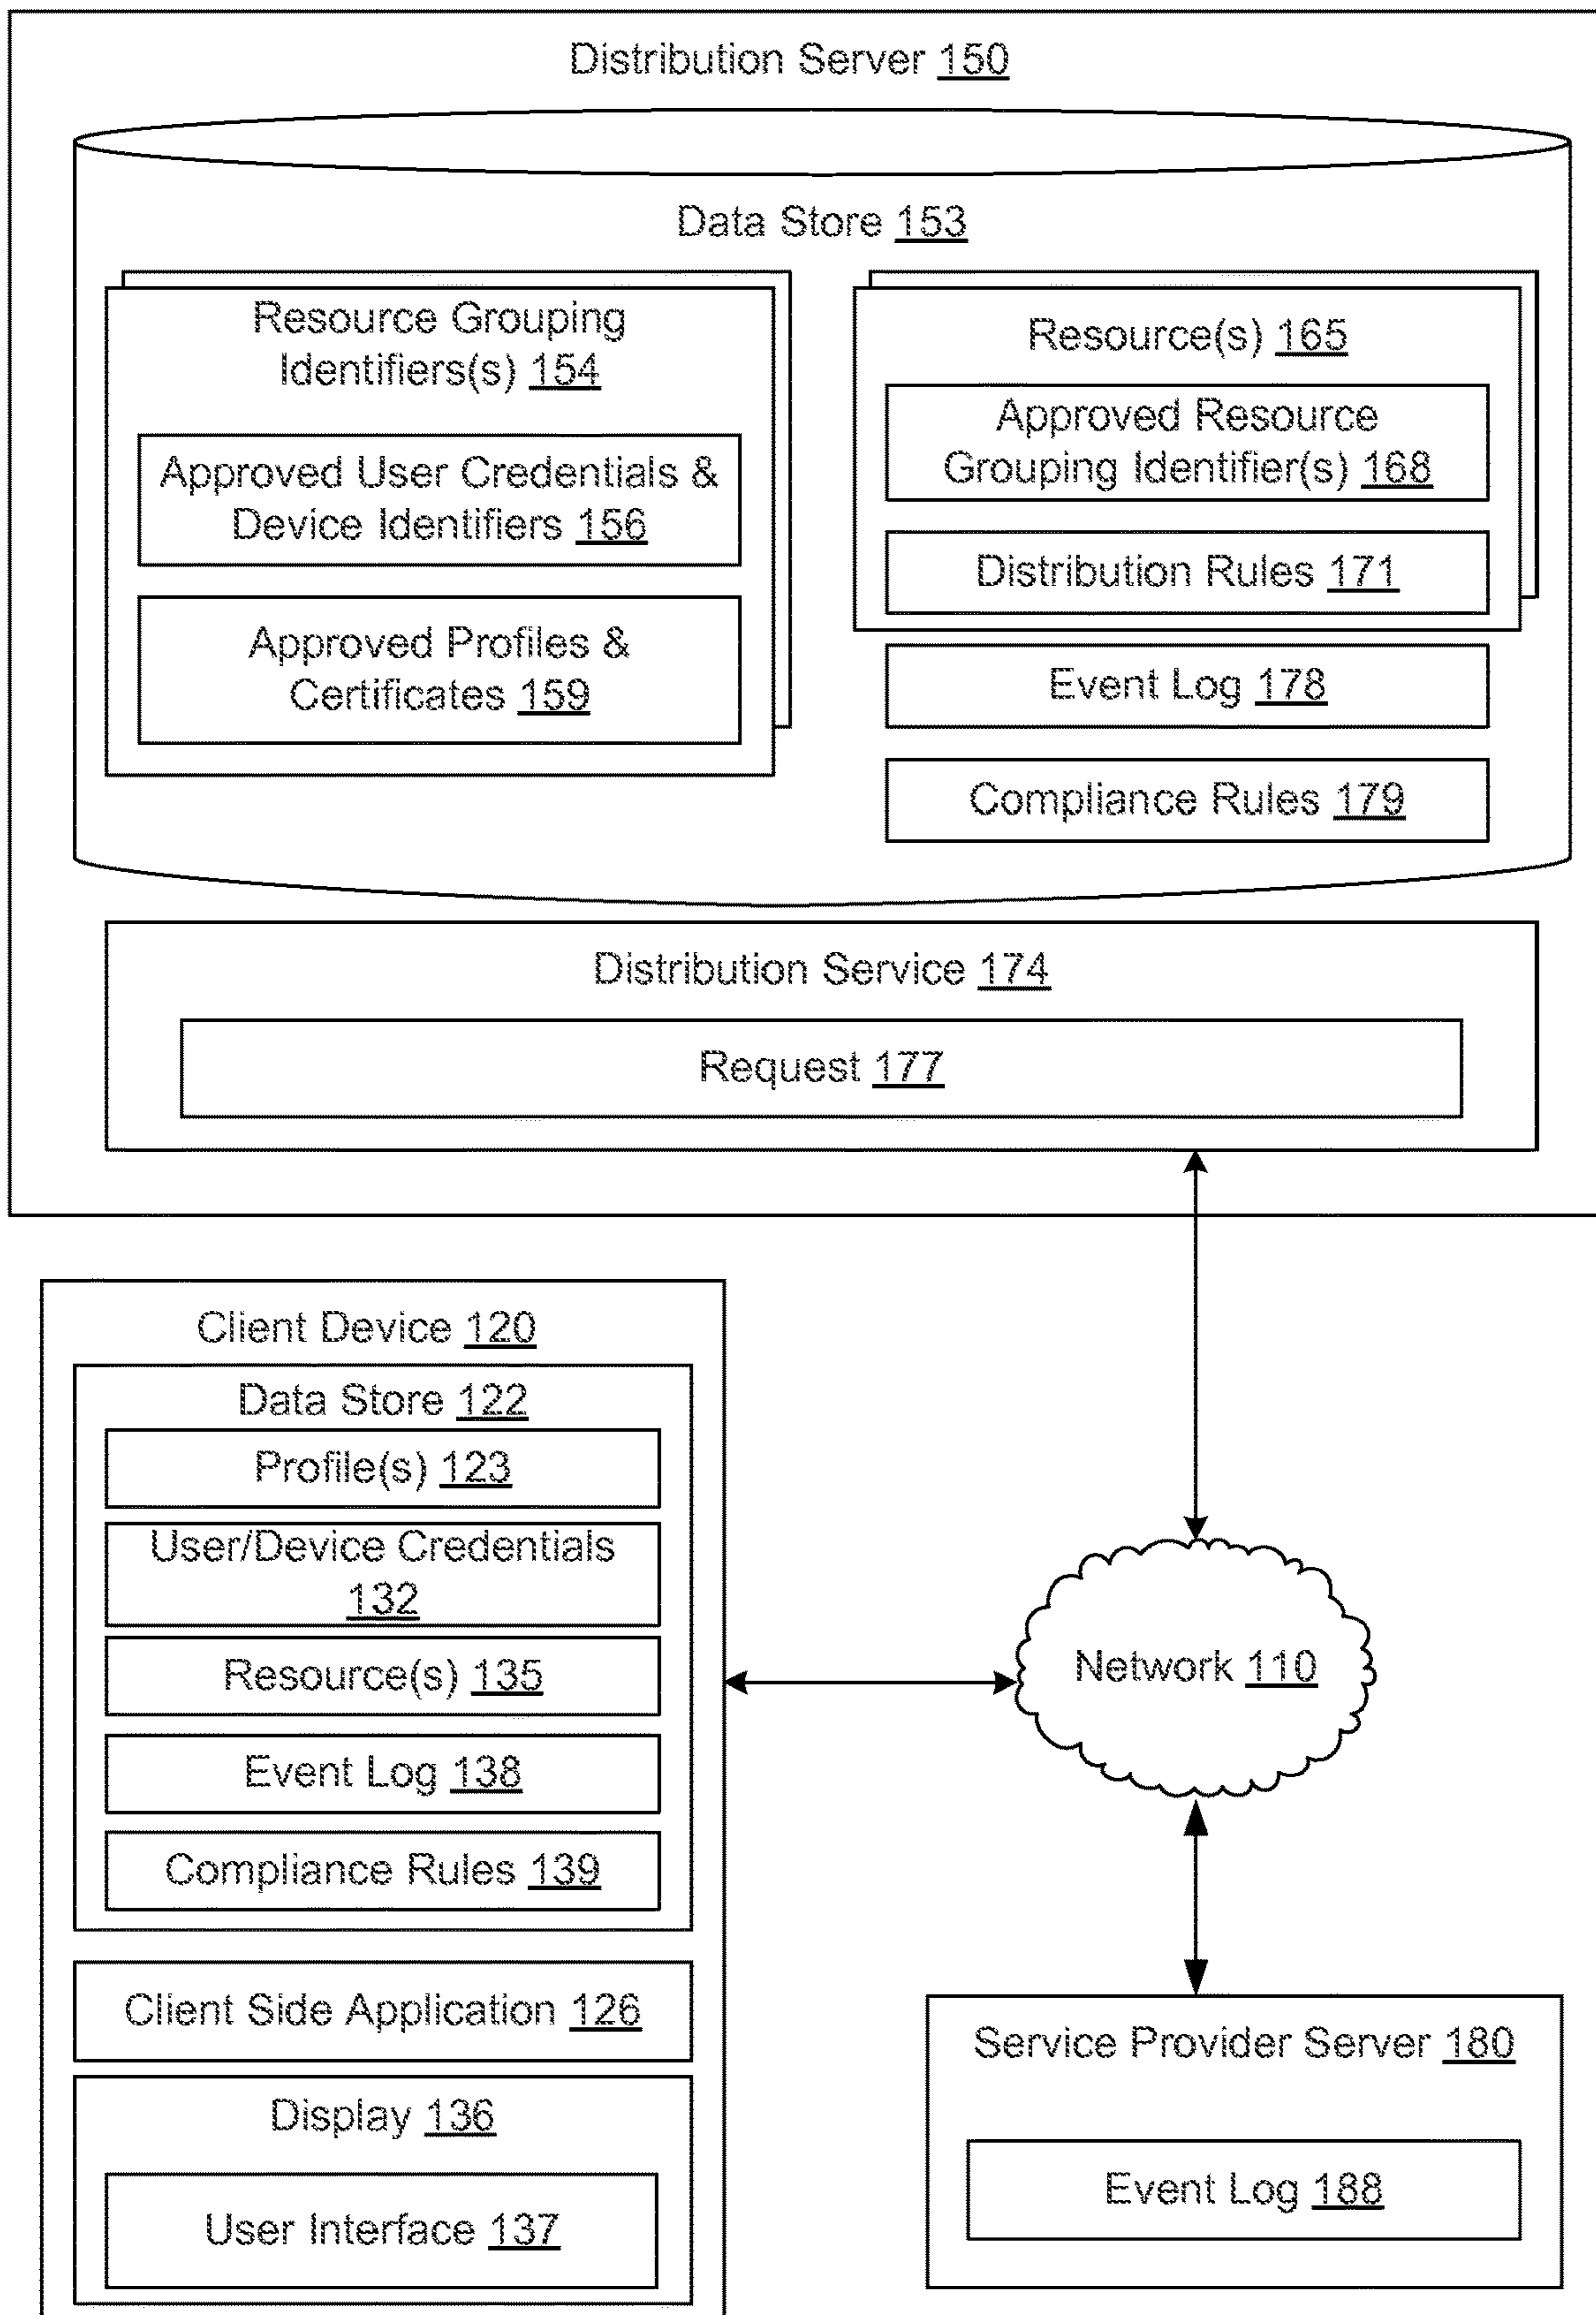 Distribution Server 150
Data Store 153
Resource Grouping
Identifiers(s) 154
Approved User Credentials &
Device Identifiers 156
Approved Profiles &
Certificates 159
Resource(s) 165
Approved Resource
Grouping Identifier(s) 168
Distribution Rules 171
Event Log 178
Compliance Rules 179
Distribution Service 174
Request 177
Client Device 120
Data Store 122
Profile(s) 123
User/Device Credentials
132
Resource(s) 135
Event Log 138
Compliance Rules 139
Client Side Application 126
Display 136
User Interface 137
Network 110
Service Provider Server 180
Event Log 188